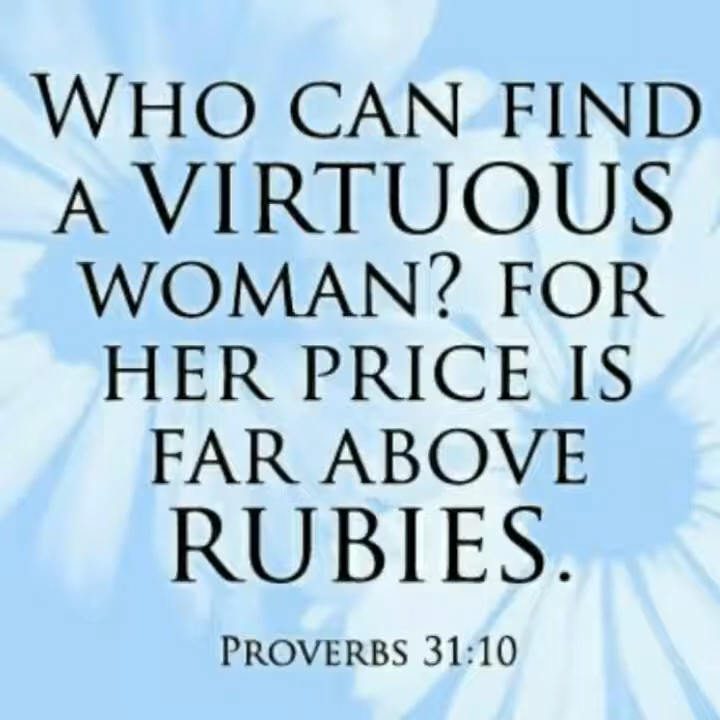 WHO CAN FIND
A VIRTUOUS
WOMAN? FOR
HER PRICE IS
FAR ABOVE
RUBIES.
PROVERBS 31:10